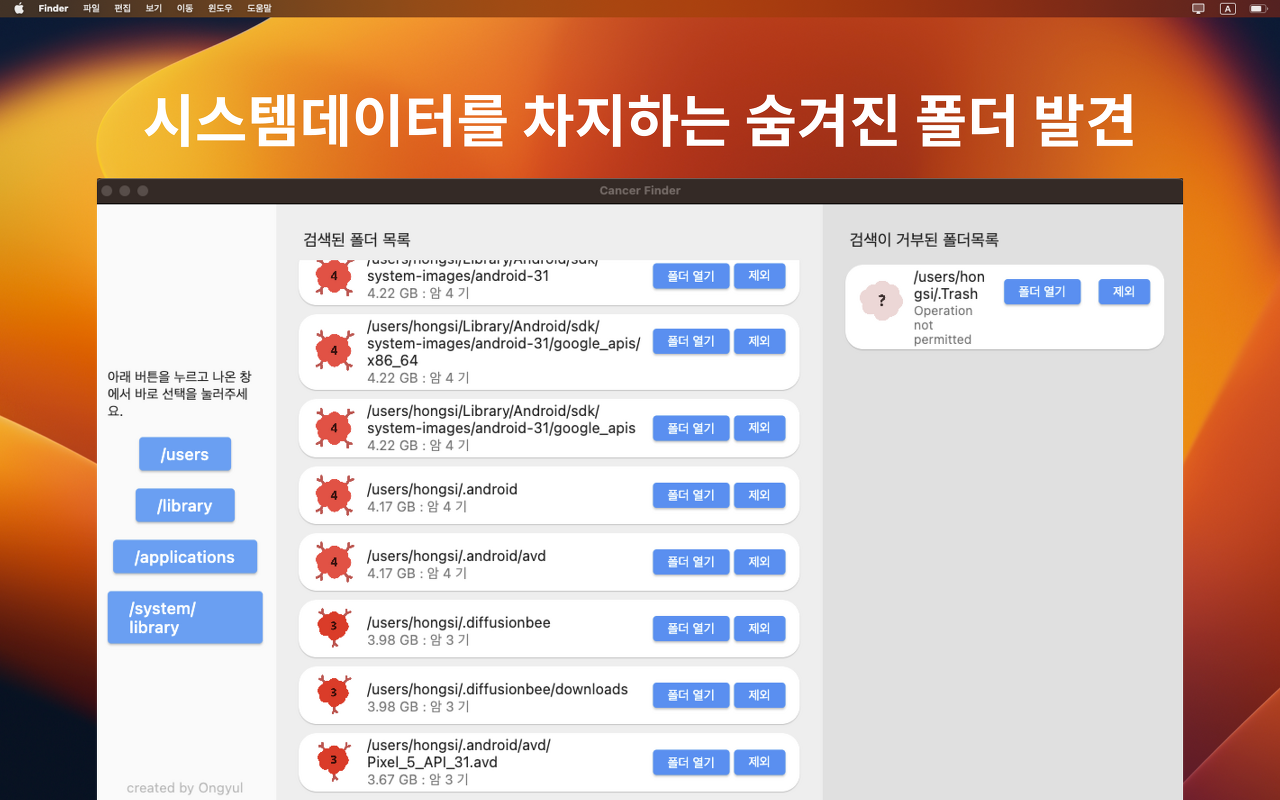 Finder 파일 편집 보기 이동 윈도우 도움말
A
시스템데이터를 차지하는 숨겨진 폴더 발견
Cancer Finder
아래 버튼을 누르고 나온 창
에서 바로 선택을 눌러주세
요.
/users
/library
/applications
/system/
library
created by Ongyul
검색된 폴더 목록
4
/users/hongsi/Library/Android/sdk/
system-images/android-31
4.22 GB : 암 4 기
폴더 열기
제외
4
/users/hongsi/Library/Android/sdk/
system-images/android-31/google_apis/
x86_64
4.22 GB : 암 4 기
폴더 열기
제외
4
/users/hongsi/Library/Android/sdk/
system-images/android-31/google_apis
4.22 GB : 암 4 기
폴더 열기
제외
4
/users/hongsi/.android
4.17 GB : 암 4 기
폴더 열기
제외
4
/users/hongsi/.android/avd
4.17 GB : 암 4 기
폴더 열기
제외
3
/users/hongsi/.diffusionbee
3.98 GB : 암 3 기
폴더 열기
제외
3
/users/hongsi/.diffusionbee/downloads
3.98 GB : 암 3 기
폴더 열기
제외
3
/users/hongsi/.android/avd/
Pixel_5_API_31.avd
3.67 GB : 암 3 기
폴더 열기
제외
검색이 거부된 폴더목록
?
/users/hon
gsi/.Trash
Operation
not
permitted
폴더 열기
제외